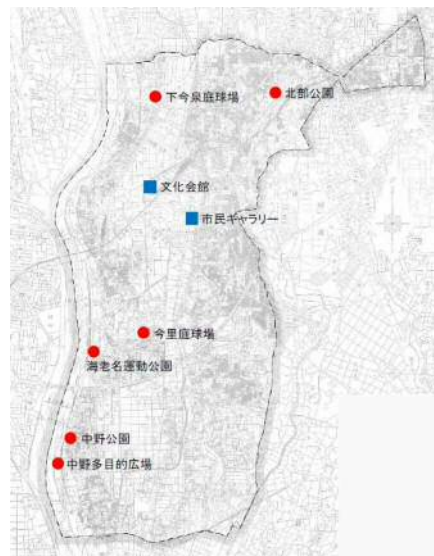 下今泉庭球場
北部公園
文化会館
市民ギャラリー
今里庭球場
海老名運動公園
中野公園
中野多目的広場